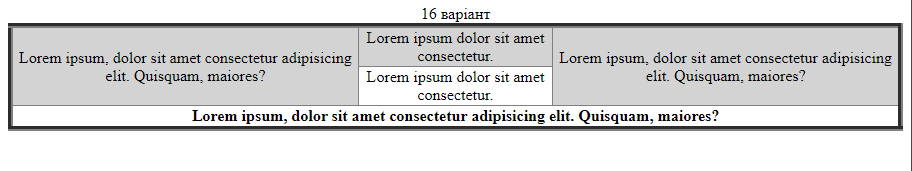 16 варіант
Lorem ipsum, dolor sit amet consectetur adipisicing
elit. Quisquam, maiores?
Lorem ipsum dolor sit amet
consectetur.
Lorem ipsum, dolor sit amet consectetur adipisicing
elit. Quisquam, maiores?
Lorem ipsum dolor sit amet
consectetur.
Lorem ipsum, dolor sit amet consectetur adipisicing elit. Quisquam, maiores?